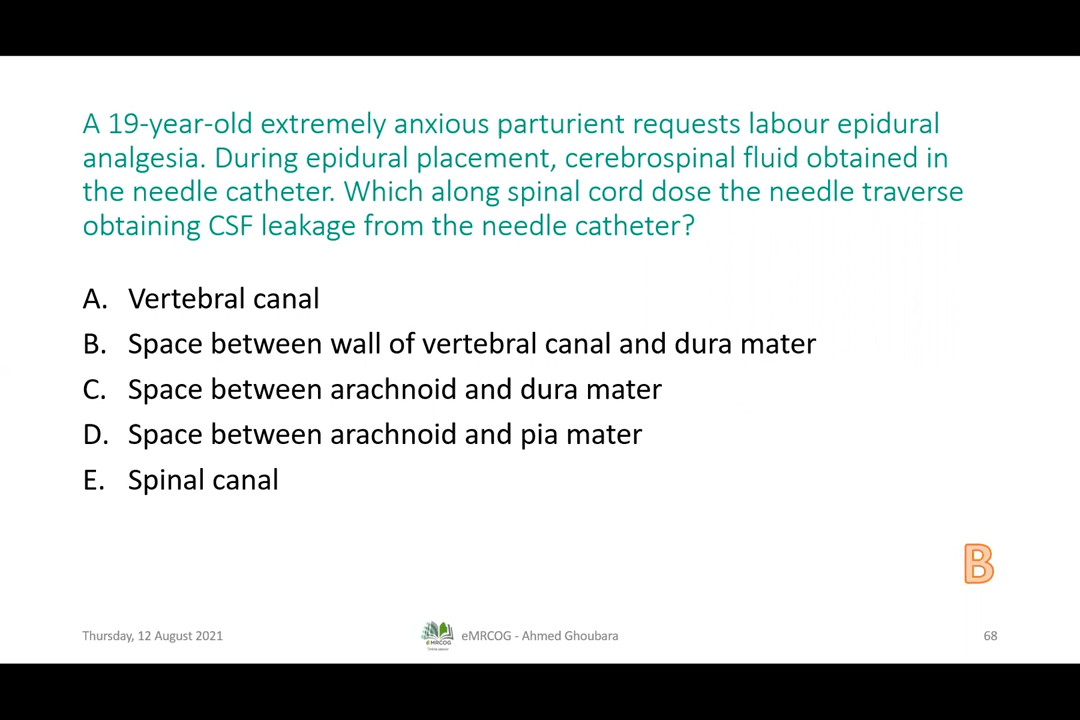 A 19-year-old extremely anxious parturient requests labour epidural
analgesia. During epidural placement, cerebrospinal fluid obtained in
the needle catheter. Which along spinal cord dose the needle traverse
obtaining CSF leakage from the needle catheter?
A. Vertebral canal
B. Space between wall of vertebral canal and dura mater
C. Space between arachnoid and dura mater
D. Space between arachnoid and pia mater
E. Spinal canal
B
Thursday, 12 August 2021
eMRCOG
eMRCOG - Ahmed Ghoubara
68